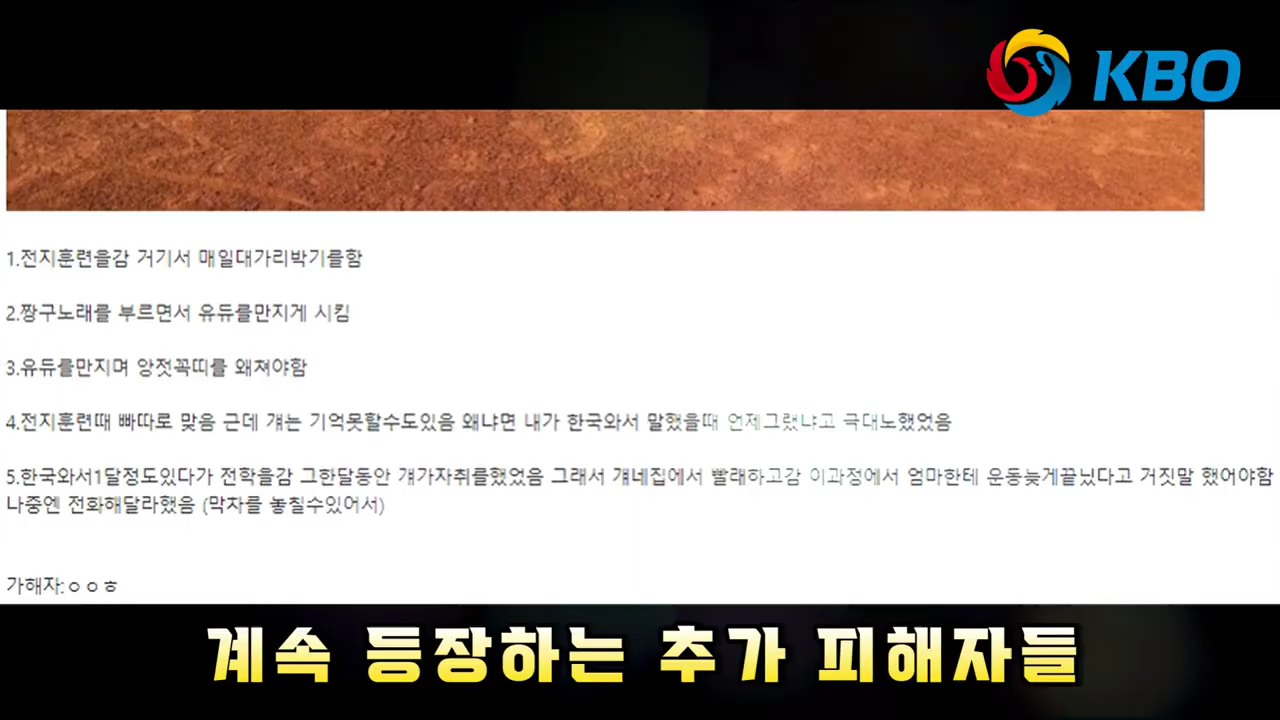 KBO
1.전지훈련을감 거기서 매일대가리박기를함
2.짱구노래를 부르면서 유듀를만지게 시킴
3.유듀를만지며 앙젓꼭띠를 왜쳐야함
4.전지훈련때 빠따로 맞음 근데 걔는 기억못할수도있음 왜냐면 내가 한국와서 말했을때 언제그랬냐고 극대노했었음
5.한국와서1달정도있다가 전학을감 그한달동안 걔가자취를했었음 그래서 걔네집에서 빨래하고감 이과정에서 엄마한테 운동늦게끝났다고 거짓말 했어야함
나중엔 전화해달라했음 (막차를 놓칠수있어서)
가해자:ㅇㅇㅎ
계속 등장하는 추가 피해자들